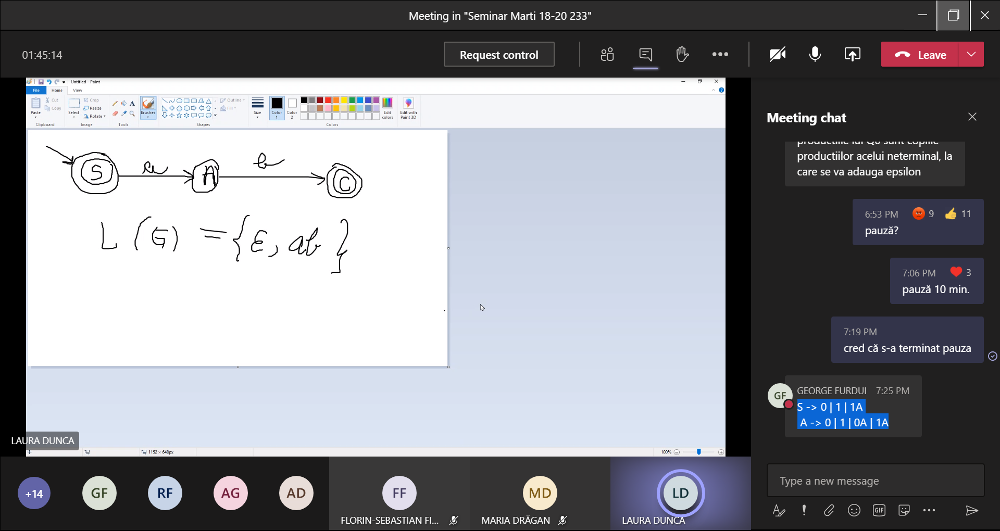 Meeting in "Seminar Marti 18-20 233"
01:45:14
Request control
Leave
Untitled - Paint
File
Home
View
Paste
Cut
Copy
Clipboard
Select
Crop
Resize
Rotate
Image
A
Tools
Brushes
Shapes
Outline
Fill
Size
Color 1
Color 2
Edit colors
Edit with Paint 3D
Colors
S
a
A
b
C
L(G) = {ε, ab}
LAURA DUNCA
1152 × 648px
100%
Meeting chat
productiile lui Q0 sunt copiile
productiilor acelui neterminal, la
care se va adauga epsilon
6:53 PM 😡 9 👍 11
pauză?
7:06 PM ❤️ 3
pauză 10 min.
7:19 PM
cred că s-a terminat pauza
GF
GEORGE FURDUI 7:25 PM
S -> 0 | 1 | 1A
A -> 0 | 1 | 0A | 1A
Type a new message
GIF
+14
GF
RF
AG
AD
FF
FLORIN-SEBASTIAN FI...
MD
MARIA DRĂGAN
LD
LAURA DUNCA